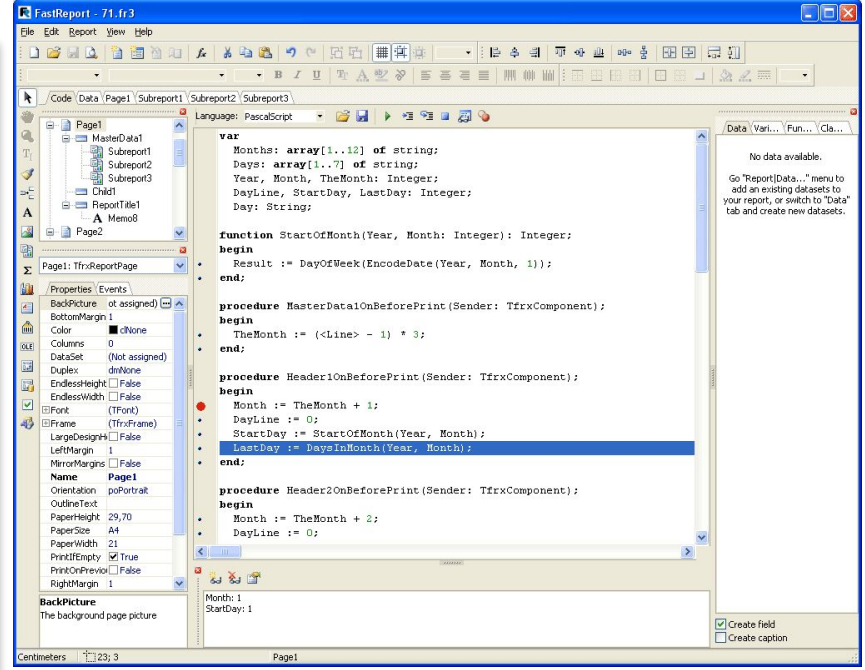 FastReport - 71.fr3
File Edit Report View Help
B I U
Code Data Page1 Subreport1 Subreport2 Subreport3
Page1
MasterData1
Subreport1
Subreport2
Subreport3
Child1
ReportTitle1
A Memo8
Page2
Page1: TfrxReportPage
Properties Events
BackPicture ot assigned)
BottomMargin 1
Color clNone
Columns 0
DataSet (Not assigned)
Duplex dmNone
EndlessHeight False
EndlessWidth False
Font (TFont)
Frame (TfrxFrame)
LargeDesignH False
LeftMargin 1
MirrorMargins False
Name Page1
Orientation poPortrait
OutlineText
PaperHeight 29,70
PaperSize A4
PaperWidth 21
PrintIfEmpty True
PrintOnPrevio False
RightMargin 1
BackPicture
The background page picture
Language: PascalScript
var
Months: array[1..12] of string;
Days: array[1..7] of string;
Year, Month, TheMonth: Integer;
DayLine, StartDay, LastDay: Integer;
Day: String;
function StartOfMonth(Year, Month: Integer): Integer;
begin
Result := DayOfWeek(EncodeDate(Year, Month, 1));
end;
procedure MasterData1OnBeforePrint(Sender: TfrxComponent);
begin
TheMonth := (<Line> - 1) * 3;
end;
procedure Header1OnBeforePrint(Sender: TfrxComponent);
begin
Month := TheMonth + 1;
DayLine := 0;
StartDay := StartOfMonth(Year, Month);
LastDay := DaysInMonth(Year, Month);
end;
procedure Header2OnBeforePrint(Sender: TfrxComponent);
begin
Month := TheMonth + 2;
DayLine := 0;
Month: 1
StartDay: 1
Data Vari... Fun... Cla...
No data available.
Go "Report|Data..." menu to
add an existing datasets to
your report, or switch to "Data"
tab and create new datasets.
Create field
Create caption
Centimeters 23; 3 Page1